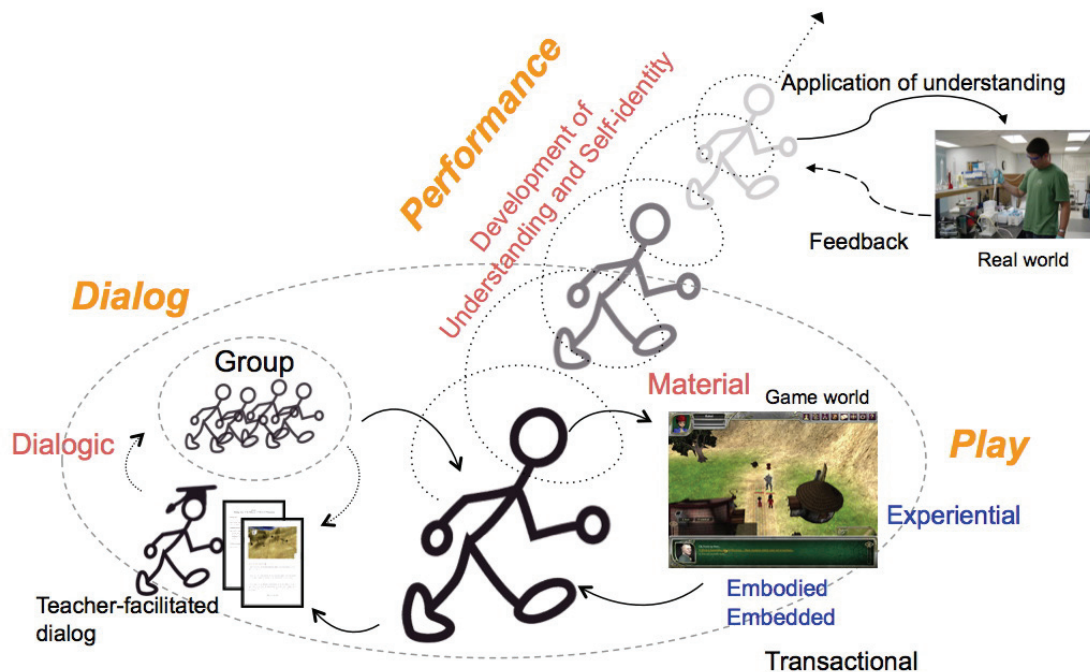 Performance
Development of
Understanding and Self-identity
Application of understanding
Feedback
Real world
Dialog
Group
Dialogic
Teacher-facilitated
dialog
Material
Game world
Play
Experiential
Embodied
Embedded
Transactional